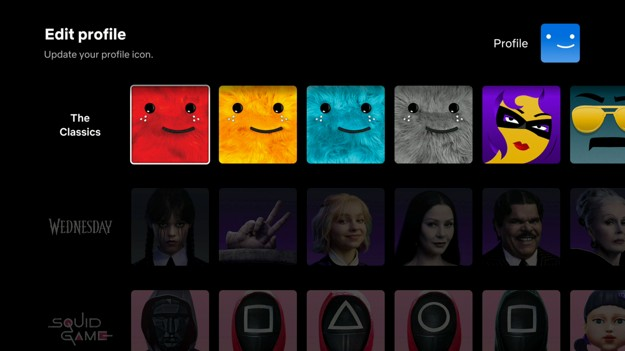 Edit profile
Update your profile icon.
Profile
The
Classics
WEDNESDAY
SQUID
GAME